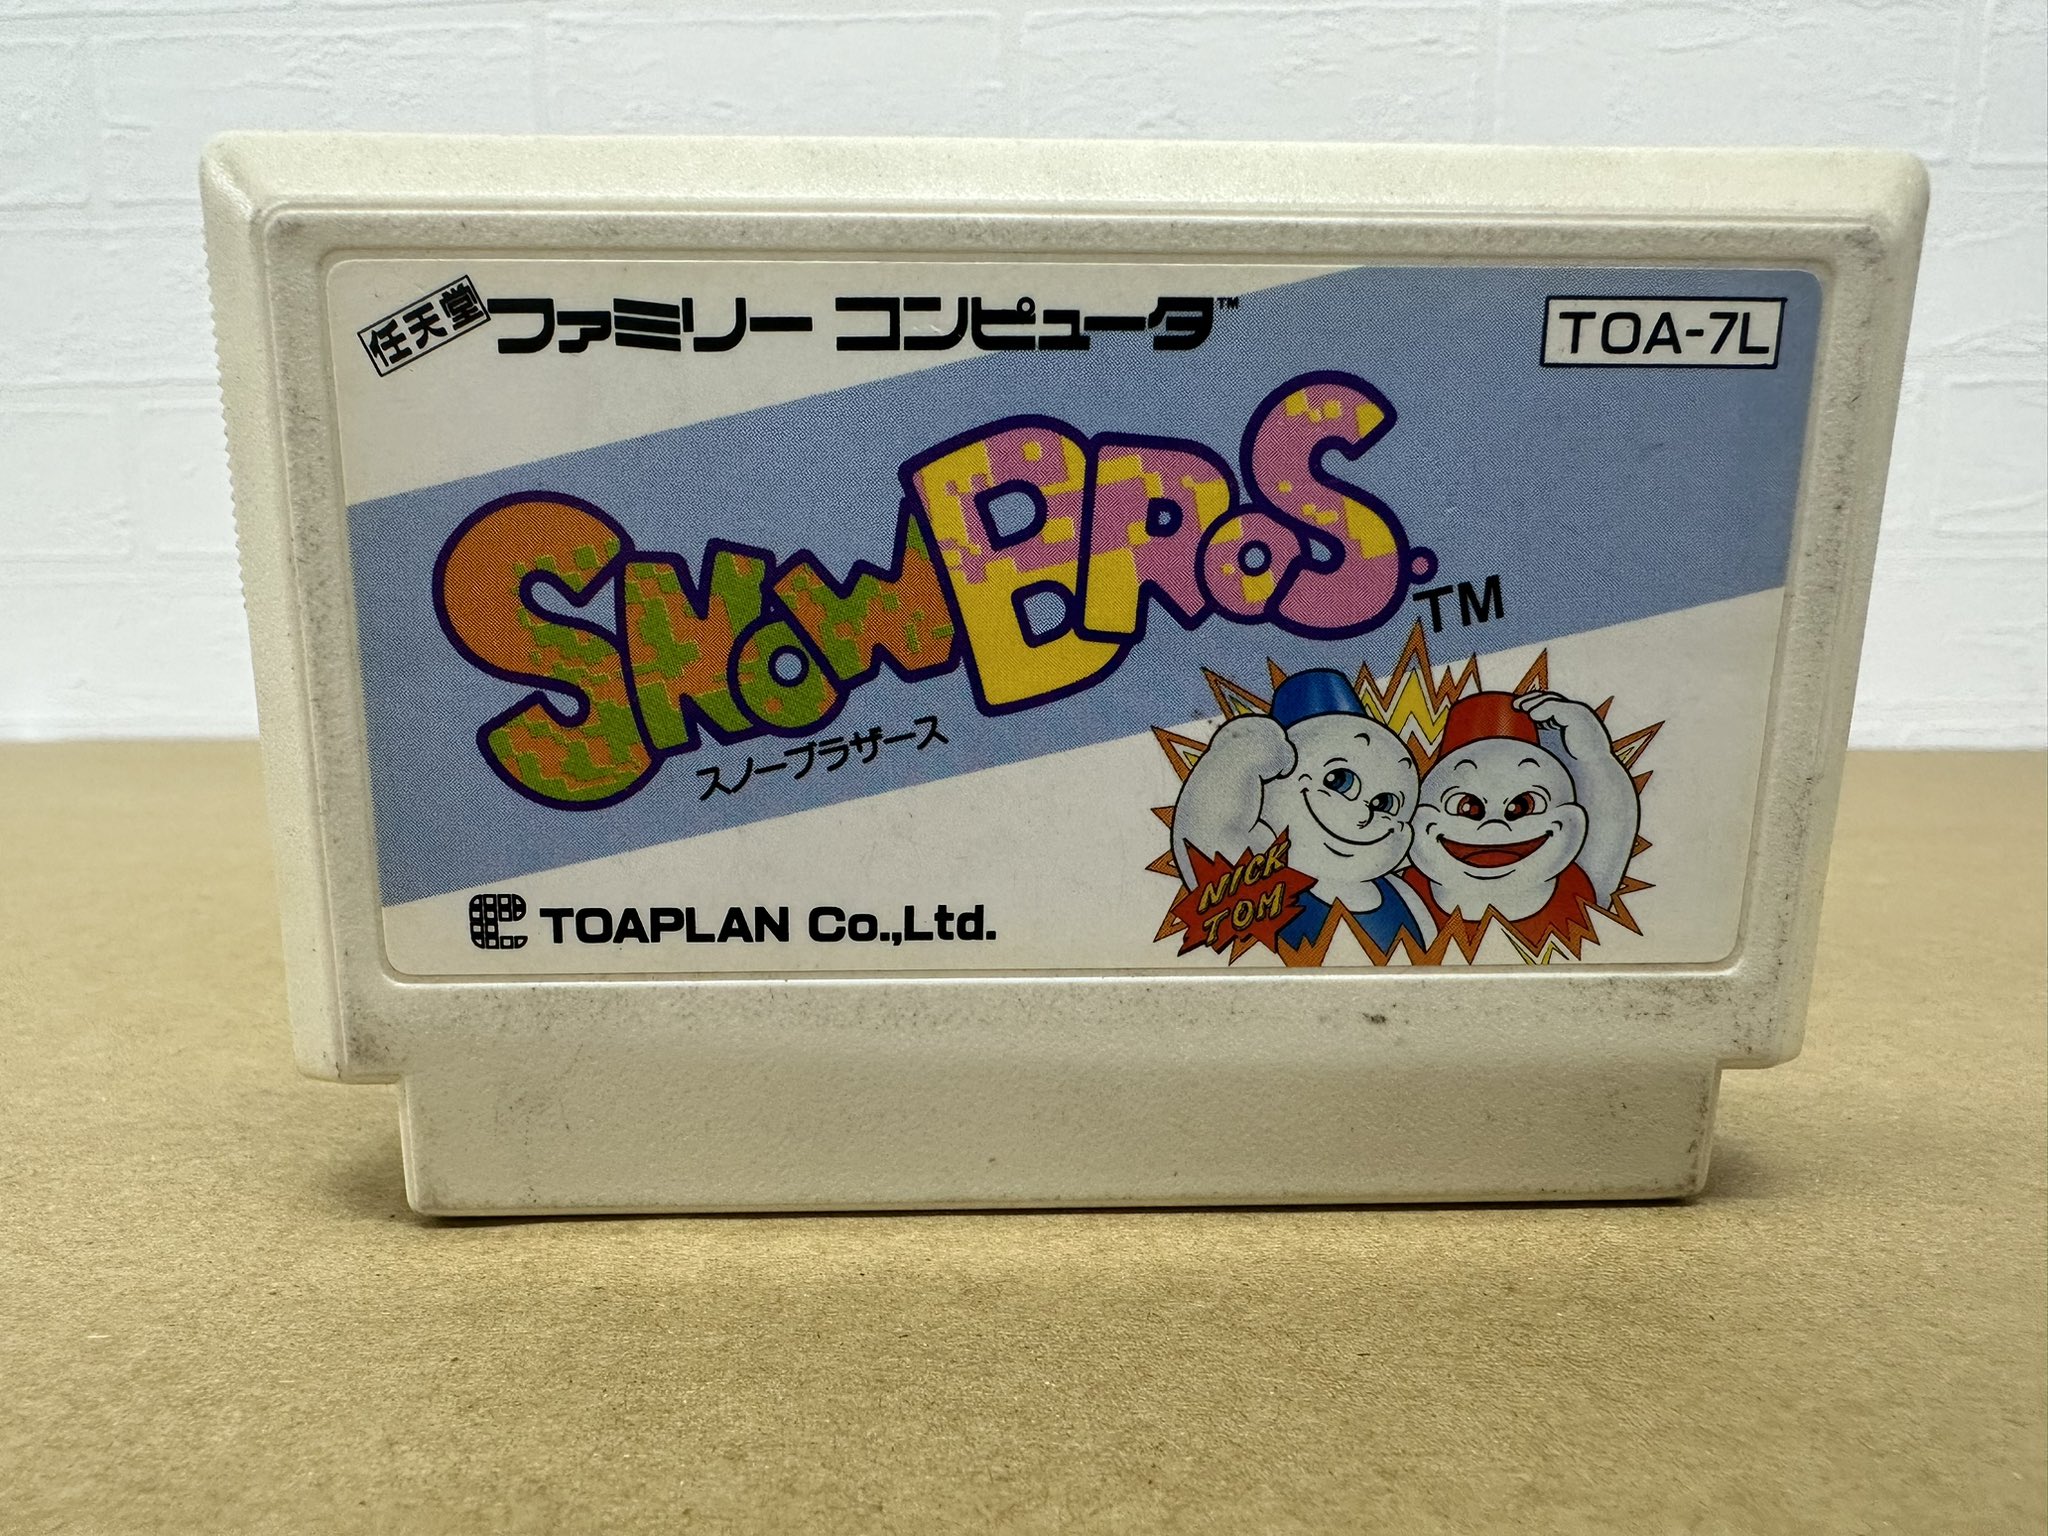 任天堂 ファミリー コンピュータ™
TOA-7L
SNOW BROS.™
スノーブラザース
NICK
TOM
TOAPLAN Co.,Ltd.